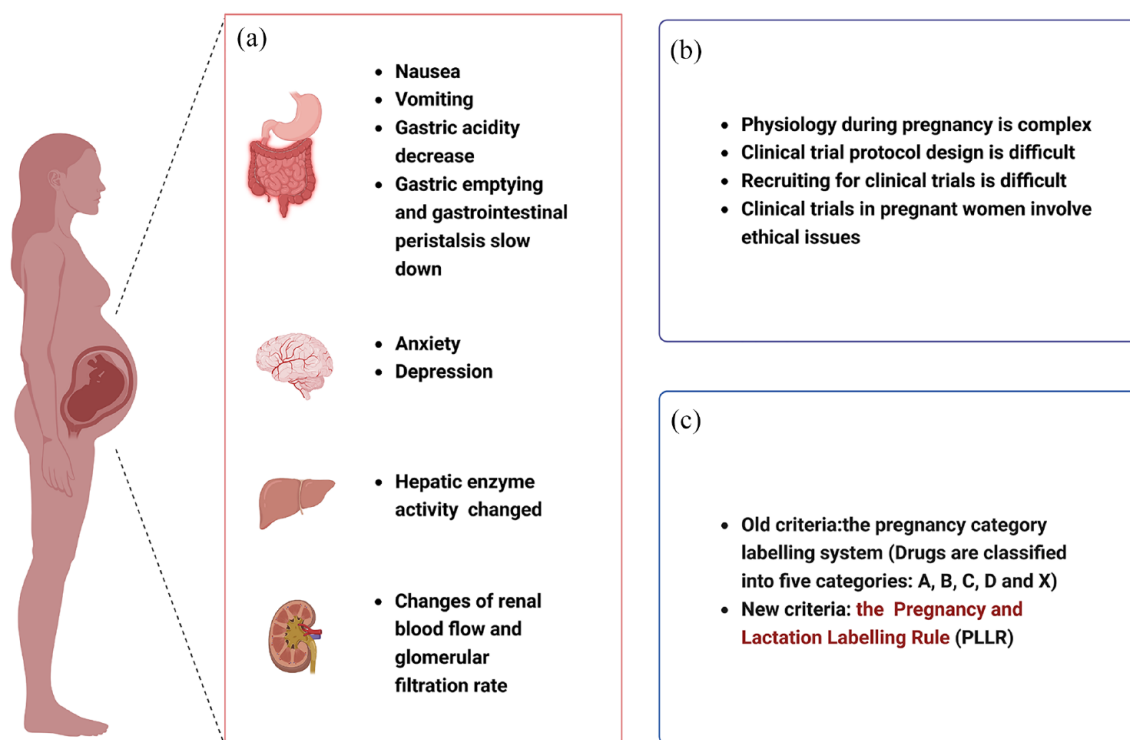 (a)
• Nausea
• Vomiting
• Gastric acidity
decrease
• Gastric emptying
and gastrointestinal
peristalsis slow
down
• Anxiety
• Depression
• Hepatic enzyme
activity changed
• Changes of renal
blood flow and
glomerular
filtration rate
(b)
• Physiology during pregnancy is complex
• Clinical trial protocol design is difficult
• Recruiting for clinical trials is difficult
• Clinical trials in pregnant women involve
ethical issues
(c)
• Old criteria:the pregnancy category
labelling system (Drugs are classified
into five categories: A, B, C, D and X)
• New criteria: the Pregnancy and
Lactation Labelling Rule (PLLR)